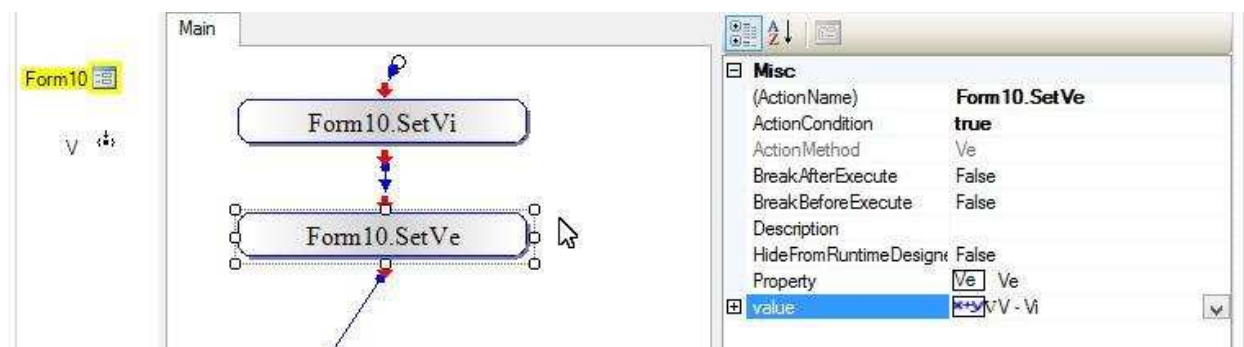 Main
Form10
V
Form10.SetVi
Form10.SetVe
A
Z
Misc
(ActionName) Form10.SetVe
ActionCondition true
ActionMethod Ve
BreakAfterExecute False
BreakBeforeExecute False
Description
HideFromRuntimeDesigne False
Property Ve Ve
value x+y V - Vi